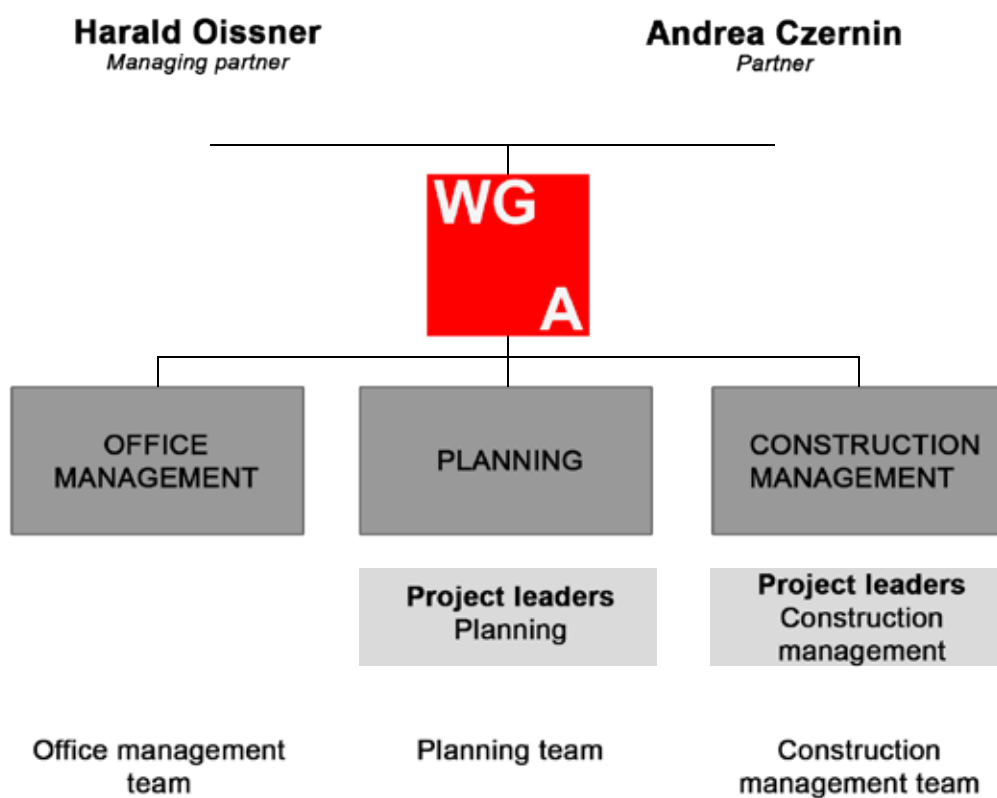 Harald Oissner
Managing partner
Andrea Czernin
Partner
WG
A
OFFICE
MANAGEMENT
PLANNING
CONSTRUCTION
MANAGEMENT
Project leaders
Planning
Project leaders
Construction
management
Office management
team
Planning team
Construction
management team